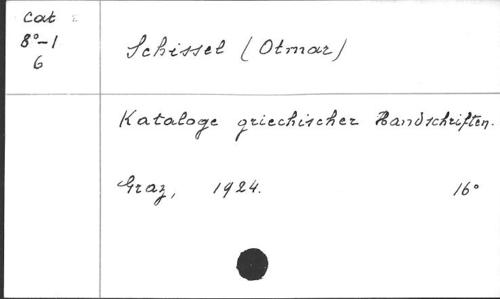 Cat
8°-1
6
Schissel (Otmar)
Kataloge griechischer Handschriften.
Graz, 1924. 16°